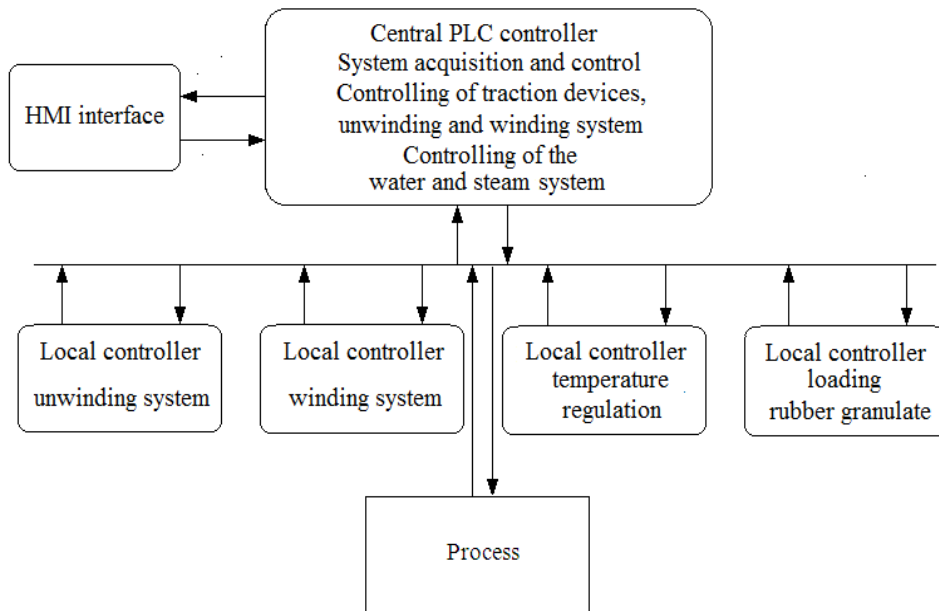 Central PLC controller
System acquisition and control
HMI interface
Controlling of traction devices,
unwinding and winding system
Controlling of the
water and steam system
Local controller
unwinding system
Local controller
winding system
Local controller
temperature
regulation
Local controller
loading
rubber granulate
Process